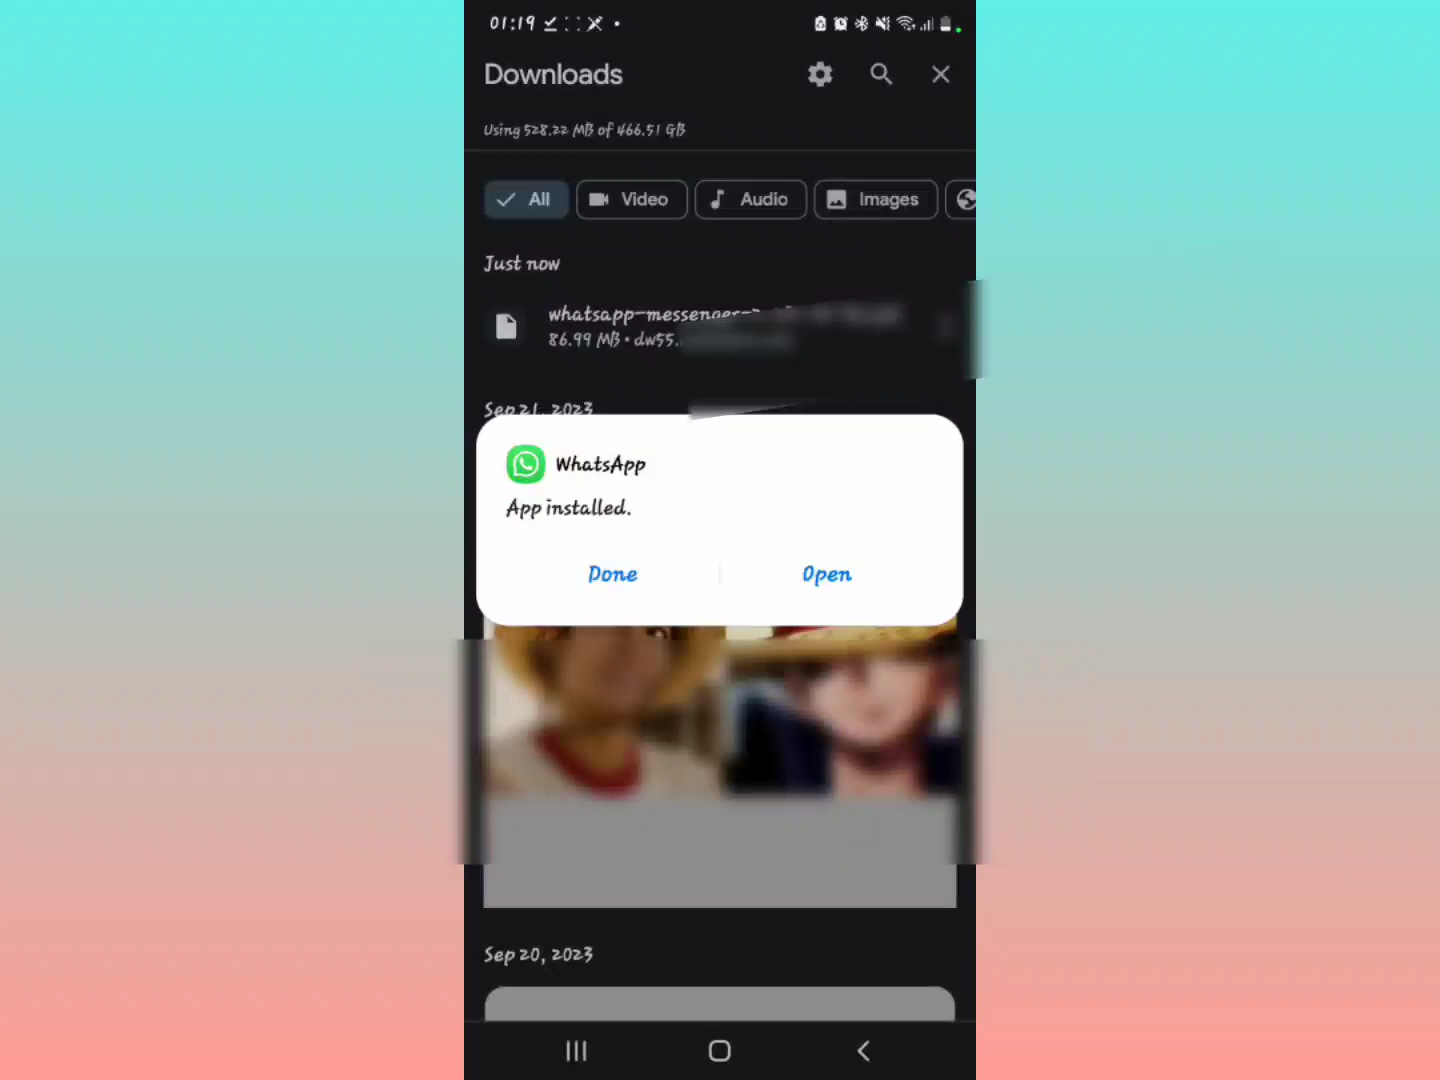 01:19
Downloads
Using 528.22 MB of 466.51 GB
All
Video
Audio
Images
Just now
whatsapp-messenger-
86.99 MB • dw55.
Sep 21, 2023
WhatsApp
App installed.
Done
Open
Sep 20, 2023